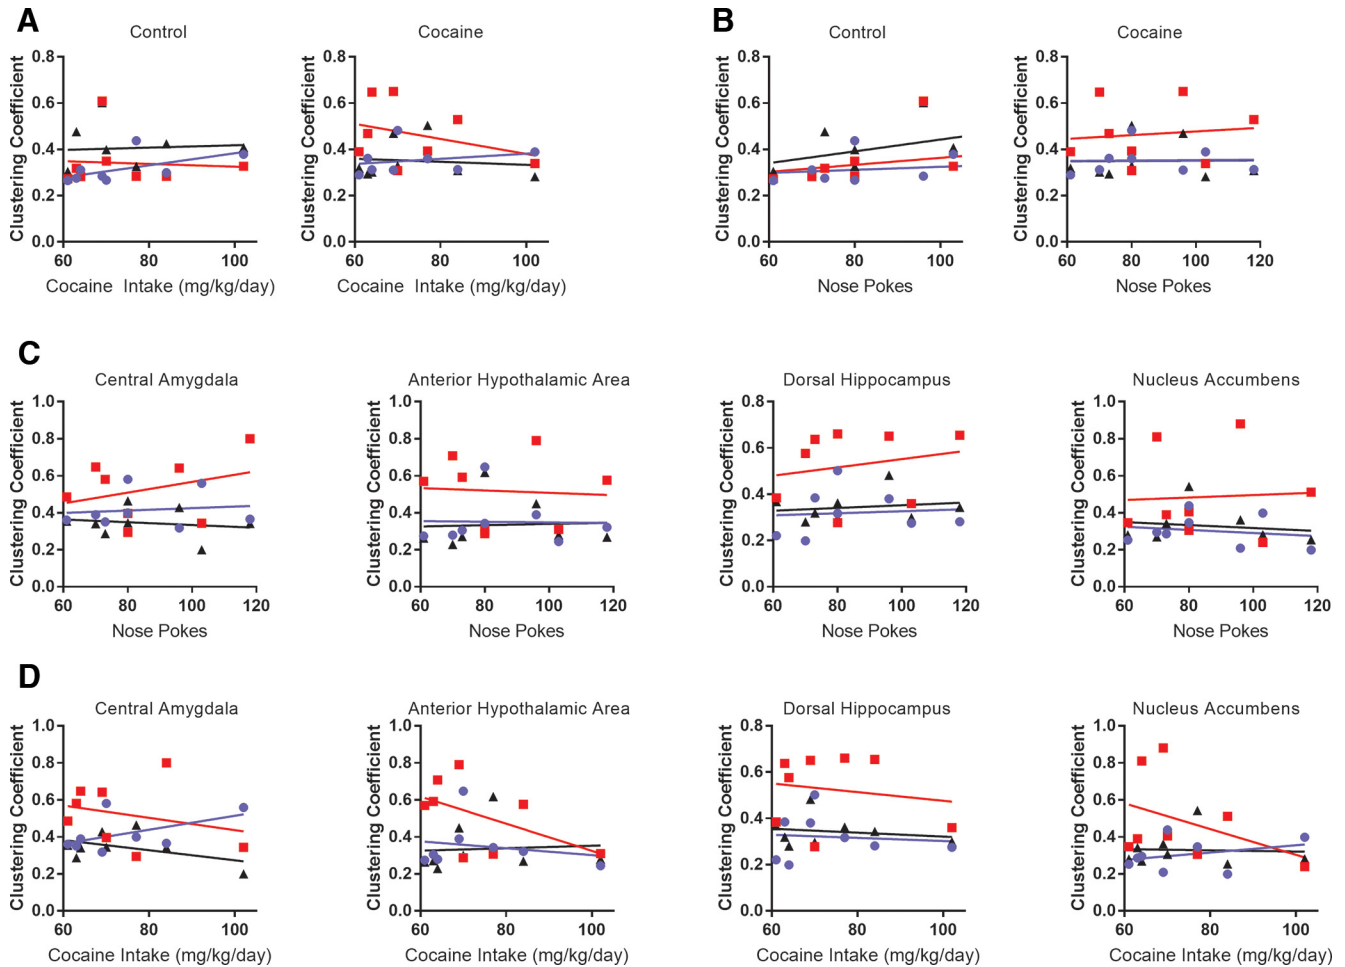 A
B
Control
Cocaine
Control
Cocaine
Clustering Coefficient
0.8
0.6
0.4
0.2
0.0
60
80
100
Cocaine Intake (mg/kg/day)
Clustering Coefficient
0.8
0.6
0.4
0.2
0.0
60
80
100
Cocaine Intake (mg/kg/day)
Clustering Coefficient
0.8
0.6
0.4
0.2
0.0
60
80
100
Nose Pokes
Clustering Coefficient
0.8
0.6
0.4
0.2
0.0
60
80
100
120
Nose Pokes
C
Central Amygdala
Anterior Hypothalamic Area
Dorsal Hippocampus
Nucleus Accumbens
Clustering Coefficient
1.0
0.8
0.6
0.4
0.2
0.0
60
80
100
120
Nose Pokes
Clustering Coefficient
1.0
0.8
0.6
0.4
0.2
0.0
60
80
100
120
Nose Pokes
Clustering Coefficient
0.8
0.6
0.4
0.2
0.0
60
80
100
120
Nose Pokes
Clustering Coefficient
1.0
0.8
0.6
0.4
0.2
0.0
60
80
100
120
Nose Pokes
D
Central Amygdala
Anterior Hypothalamic Area
Dorsal Hippocampus
Nucleus Accumbens
Clustering Coefficient
1.0
0.8
0.6
0.4
0.2
0.0
60
80
100
Cocaine Intake (mg/kg/day)
Clustering Coefficient
1.0
0.8
0.6
0.4
0.2
0.0
60
80
100
Cocaine Intake (mg/kg/day)
Clustering Coefficient
0.8
0.6
0.4
0.2
0.0
60
80
100
Cocaine Intake (mg/kg/day)
Clustering Coefficient
1.0
0.8
0.6
0.4
0.2
0.0
60
80
100
Cocaine Intake (mg/kg/day)